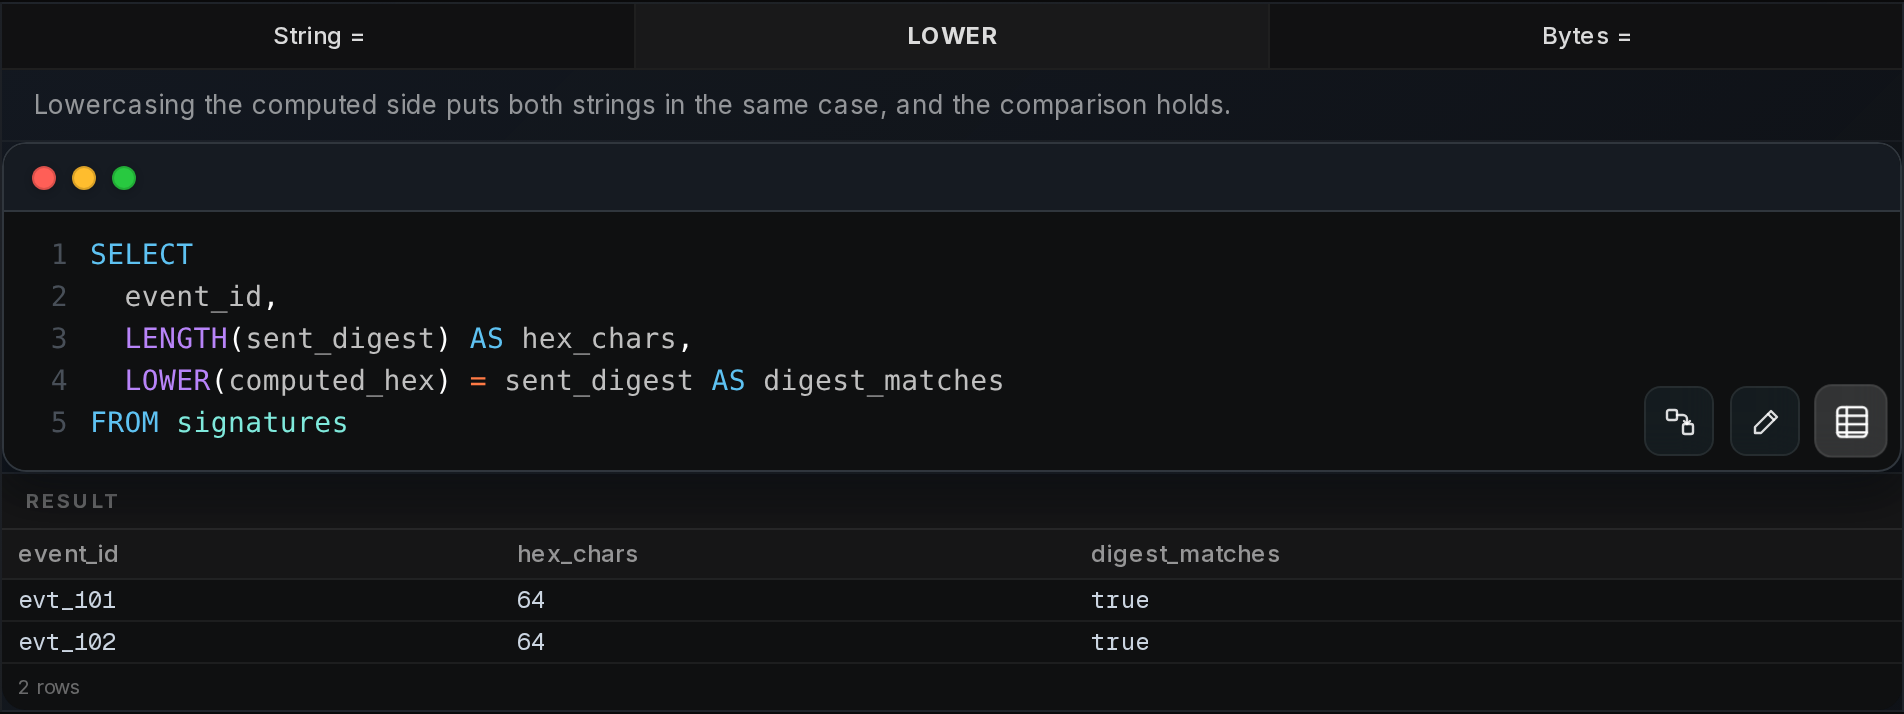 String =
LOWER
Bytes =
Lowercasing the computed side puts both strings in the same case, and the comparison holds.
1 SELECT
2   event_id,
3   LENGTH(sent_digest) AS hex_chars,
4   LOWER(computed_hex) = sent_digest AS digest_matches
5 FROM signatures
RESULT
event_id hex_chars digest_matches
evt_101 64 true
evt_102 64 true
2 rows